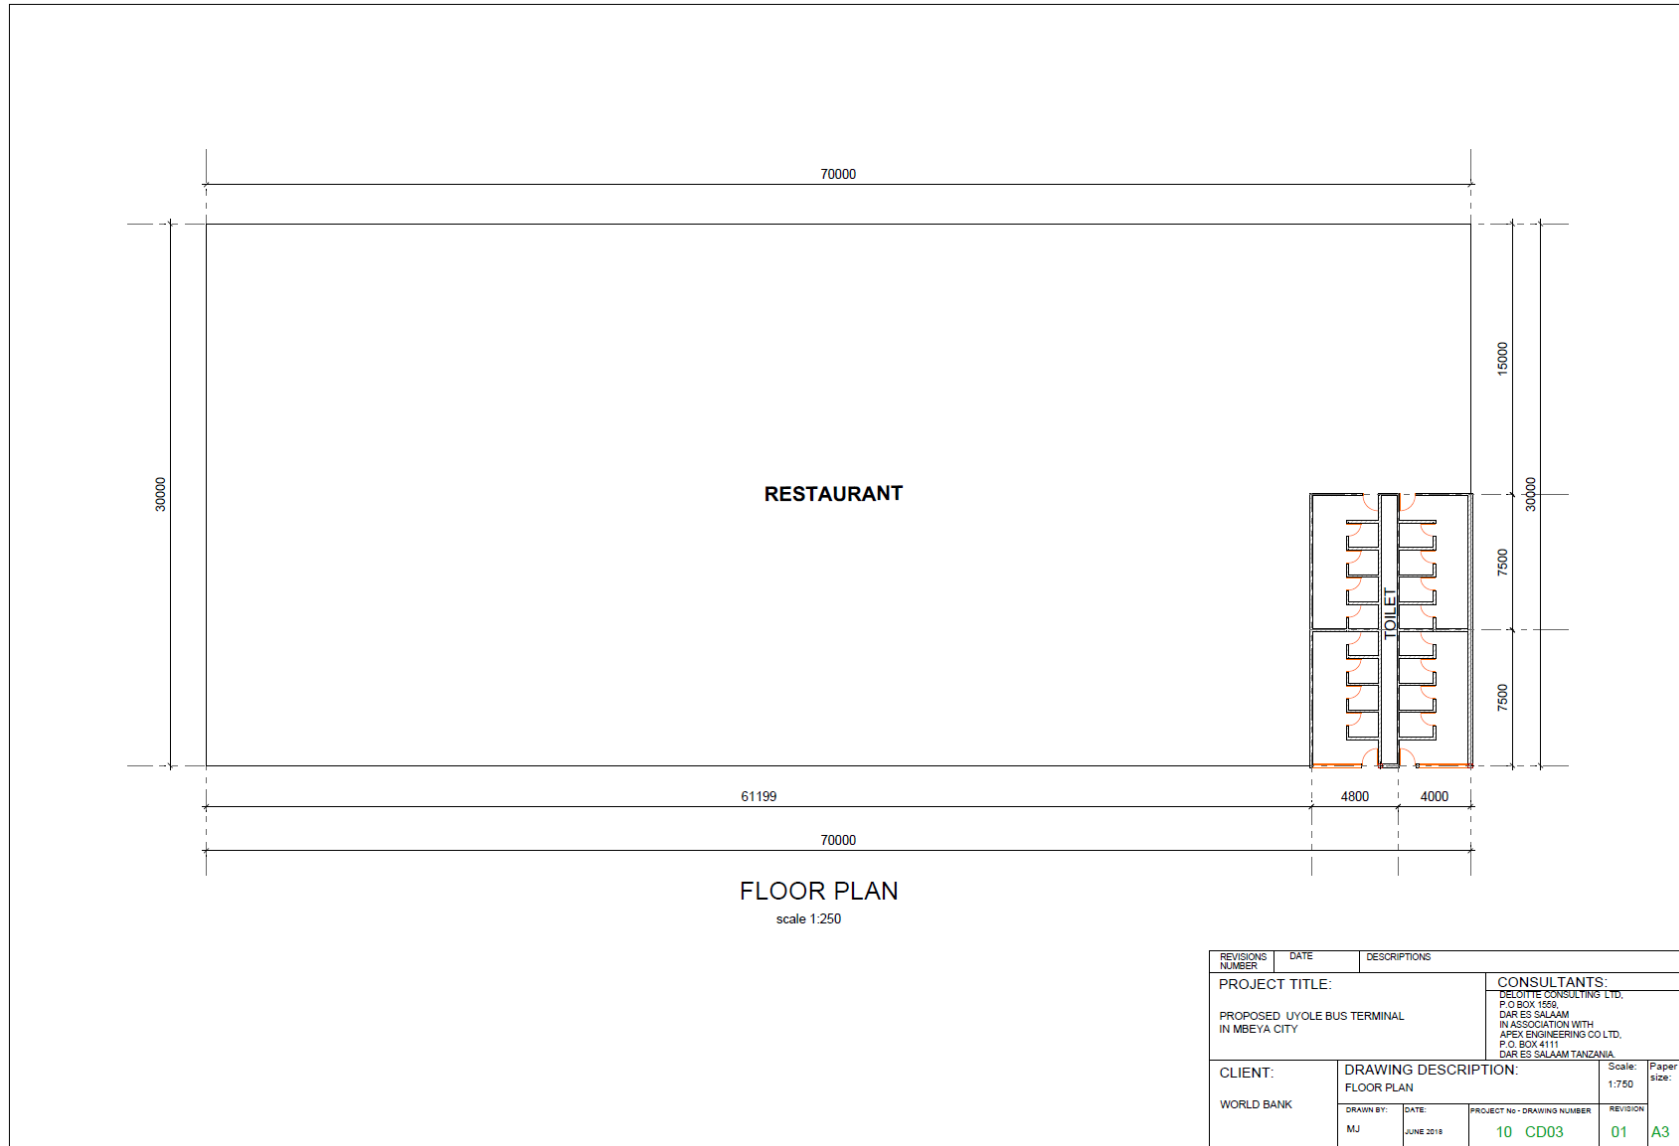 70000
30000
15000
30000
7500
7500
RESTAURANT
TOILET
61199
4800
4000
70000
FLOOR PLAN
scale 1:250
REVISIONS NUMBER
DATE
DESCRIPTIONS
PROJECT TITLE:
PROPOSED UYOLE BUS TERMINAL
IN MBEYA CITY
CONSULTANTS:
DELOITTE CONSULTING LTD,
P.O BOX 1559,
DAR ES SALAAM
IN ASSOCIATION WITH
APEX ENGINEERING CO LTD,
P.O. BOX 4111
DAR ES SALAAM TANZANIA.
CLIENT:
WORLD BANK
DRAWING DESCRIPTION:
FLOOR PLAN
Scale:
1:750
Paper
size:
A3
DRAWN BY:
MJ
DATE:
JUNE 2018
PROJECT No - DRAWING NUMBER
10 CD03
REVISION
01